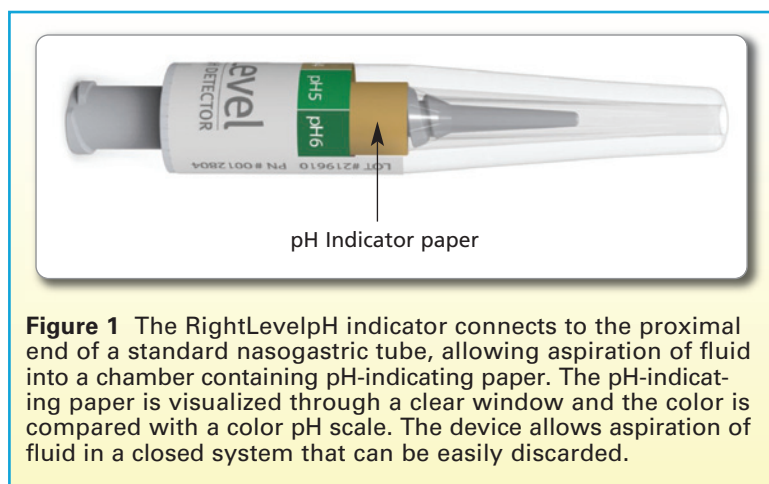 evel
DETECTOR
pH5
pH6
LOT #219610 PN #0012804
pH Indicator paper
Figure 1 The RightLevelpH indicator connects to the proximal
end of a standard nasogastric tube, allowing aspiration of fluid
into a chamber containing pH-indicating paper. The pH-indicat-
ing paper is visualized through a clear window and the color is
compared with a color pH scale. The device allows aspiration of
fluid in a closed system that can be easily discarded.